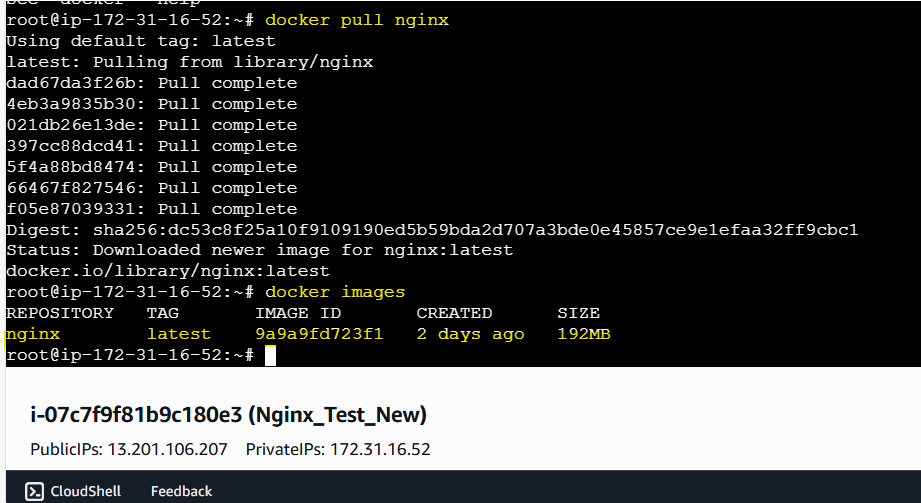 See 'docker --help'
root@ip-172-31-16-52:~# docker pull nginx
Using default tag: latest
latest: Pulling from library/nginx
dad67da3f26b: Pull complete
4eb3a9835b30: Pull complete
021db26e13de: Pull complete
397cc88dcd41: Pull complete
5f4a88bd8474: Pull complete
66467f827546: Pull complete
f05e87039331: Pull complete
Digest: sha256:dc53c8f25a10f9109190ed5b59bda2d707a3bde0e45857ce9e1efaa32ff9cbc1
Status: Downloaded newer image for nginx:latest
docker.io/library/nginx:latest
root@ip-172-31-16-52:~# docker images
REPOSITORY TAG IMAGE ID CREATED SIZE
nginx latest 9a9a9fd723f1 2 days ago 192MB
root@ip-172-31-16-52:~#
i-07c7f9f81b9c180e3 (Nginx_Test_New)
PublicIPs: 13.201.106.207 PrivateIPs: 172.31.16.52
CloudShell Feedback